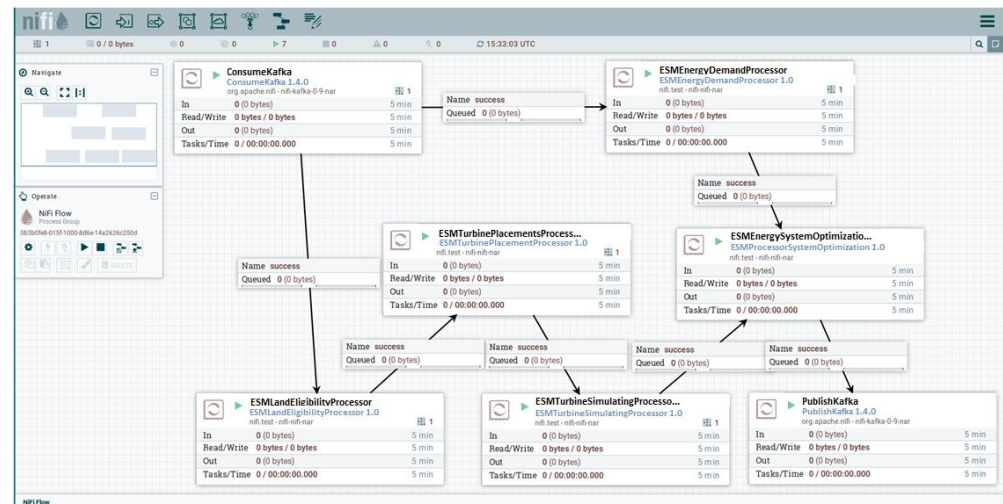 nifi
1
0 / 0 bytes
0
0
7
0
0
0
15:33:03 UTC
Navigate
Operate
NiFi Flow
Process Group
0b3b0fe8-015f-1000-8d6e-14a2626c250d
DELETE
ConsumeKafka
ConsumeKafka 1.4.0
org.apache.nifi - nifi-kafka-0-9-nar
1
In 0 (0 bytes) 5 min
Read/Write 0 bytes / 0 bytes 5 min
Out 0 (0 bytes) 5 min
Tasks/Time 0 / 00:00:00.000 5 min
Name success
Queued 0 (0 bytes)
ESMEnergyDemandProcessor
ESMEnergyDemandProcessor 1.0
nifi.test - nifi-nifi-nar
1
In 0 (0 bytes) 5 min
Read/Write 0 bytes / 0 bytes 5 min
Out 0 (0 bytes) 5 min
Tasks/Time 0 / 00:00:00.000 5 min
Name success
Queued 0 (0 bytes)
ESMTurbinePlacementsProcess...
ESMTurbinePlacementProcessor 1.0
nifi.test - nifi-nifi-nar
1
In 0 (0 bytes) 5 min
Read/Write 0 bytes / 0 bytes 5 min
Out 0 (0 bytes) 5 min
Tasks/Time 0 / 00:00:00.000 5 min
ESMEnergySystemOptimizatio...
ESMProcessorSystemOptimization 1.0
nifi.test - nifi-nifi-nar
In 0 (0 bytes) 5 min
Read/Write 0 bytes / 0 bytes 5 min
Out 0 (0 bytes) 5 min
Tasks/Time 0 / 00:00:00.000 5 min
Name success
Queued 0 (0 bytes)
Name success
Queued 0 (0 bytes)
Name success
Queued 0 (0 bytes)
Name success
Queued 0 (0 bytes)
Name success
Queued 0 (0 bytes)
ESMLandEligibilityProcessor
ESMLandEligibilityProcessor 1.0
nifi.test - nifi-nifi-nar
1
In 0 (0 bytes) 5 min
Read/Write 0 bytes / 0 bytes 5 min
Out 0 (0 bytes) 5 min
Tasks/Time 0 / 00:00:00.000 5 min
ESMTurbineSimulatingProcesso...
ESMTurbineSimulatingProcessor 1.0
nifi.test - nifi-nifi-nar
1
In 0 (0 bytes) 5 min
Read/Write 0 bytes / 0 bytes 5 min
Out 0 (0 bytes) 5 min
Tasks/Time 0 / 00:00:00.000 5 min
PublishKafka
PublishKafka 1.4.0
org.apache.nifi - nifi-kafka-0-9-nar
In 0 (0 bytes) 5 min
Read/Write 0 bytes / 0 bytes 5 min
Out 0 (0 bytes) 5 min
Tasks/Time 0 / 00:00:00.000 5 min
NiFi Flow